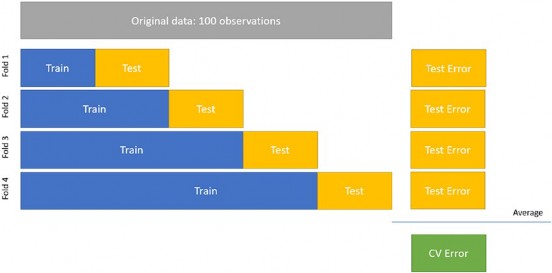 Original data: 100 observations
Fold 1
Train
Test
Test Error
Fold 2
Train
Test
Test Error
Fold 3
Train
Test
Test Error
Fold 4
Train
Test
Test Error
Average
CV Error